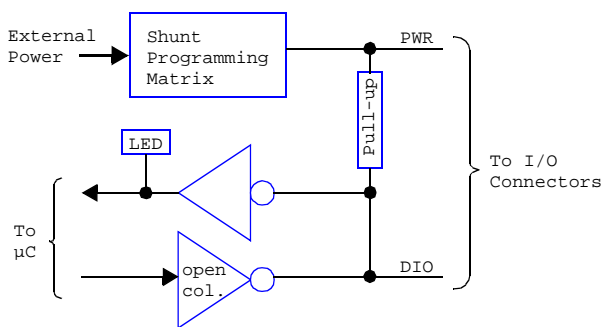 External
Power
Shunt
Programming
Matrix
PWR
Pull-up
LED
To I/O
Connectors
To
µC
open
col.
DIO